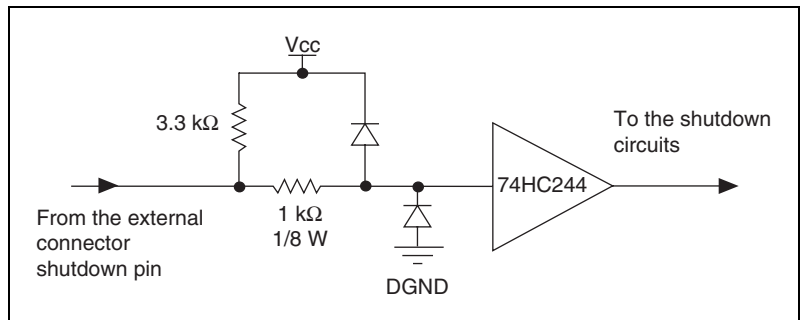 Vcc
3.3 kΩ
To the shutdown
circuits
74HC244
From the external
connector
shutdown pin
1 kΩ
1/8 W
DGND